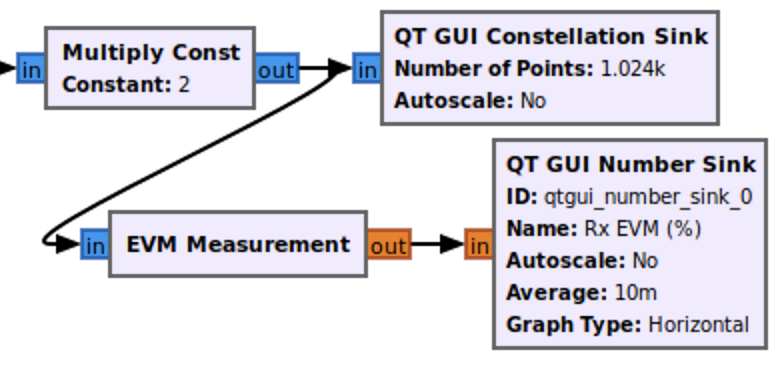 in
Multiply Const
Constant: 2
out
in
QT GUI Constellation Sink
Number of Points: 1.024k
Autoscale: No
in
EVM Measurement
out
in
QT GUI Number Sink
ID: qtgui_number_sink_0
Name: Rx EVM (%)
Autoscale: No
Average: 10m
Graph Type: Horizontal